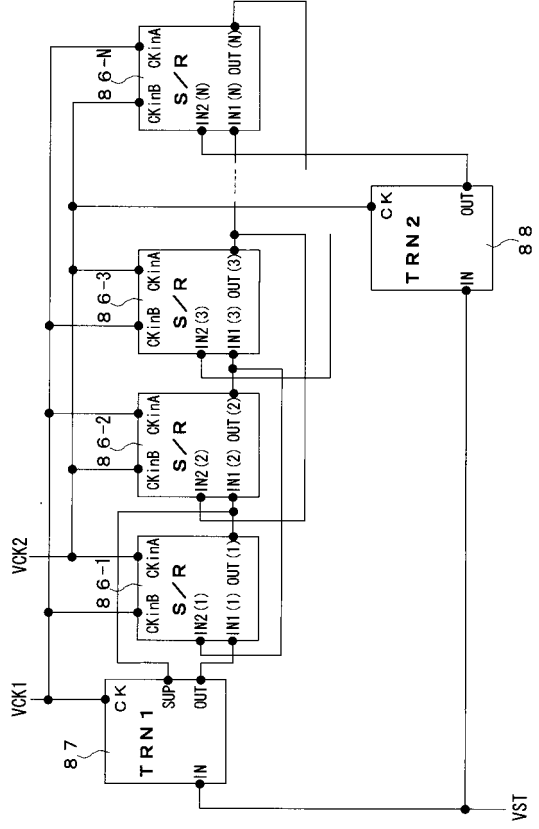 VCK1
VCK2
87
CK
TRN1
IN
SUP
OUT
86-1
CKinB
CKinA
S/R
IN2(1)
IN1(1)
OUT(1)
86-2
CKinB
CKinA
S/R
IN2(2)
IN1(2)
OUT(2)
86-3
CKinB
CKinA
S/R
IN2(3)
IN1(3)
OUT(3)
86-N
CKinB
CKinA
S/R
IN2(N)
IN1(N)
OUT(N)
CK
TRN2
IN
OUT
88
VST